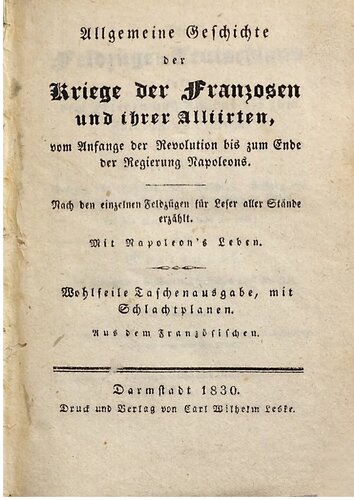 Allgemeine Geschichte
der
Kriege der Franzosen
und ihrer Alliirten,
vom Anfange der Revolution bis zum Ende
der Regierung Napoleons.
Nach den einzelnen Feldzügen für Leser aller Stände
erzählt.
Mit Napoleon's Leben.
Wohlfeile Taschenausgabe, mit
Schlachtplanen.
Aus dem Französischen.
Darmstadt 1830.
Druck und Verlag von Carl Wilhelm Leske.